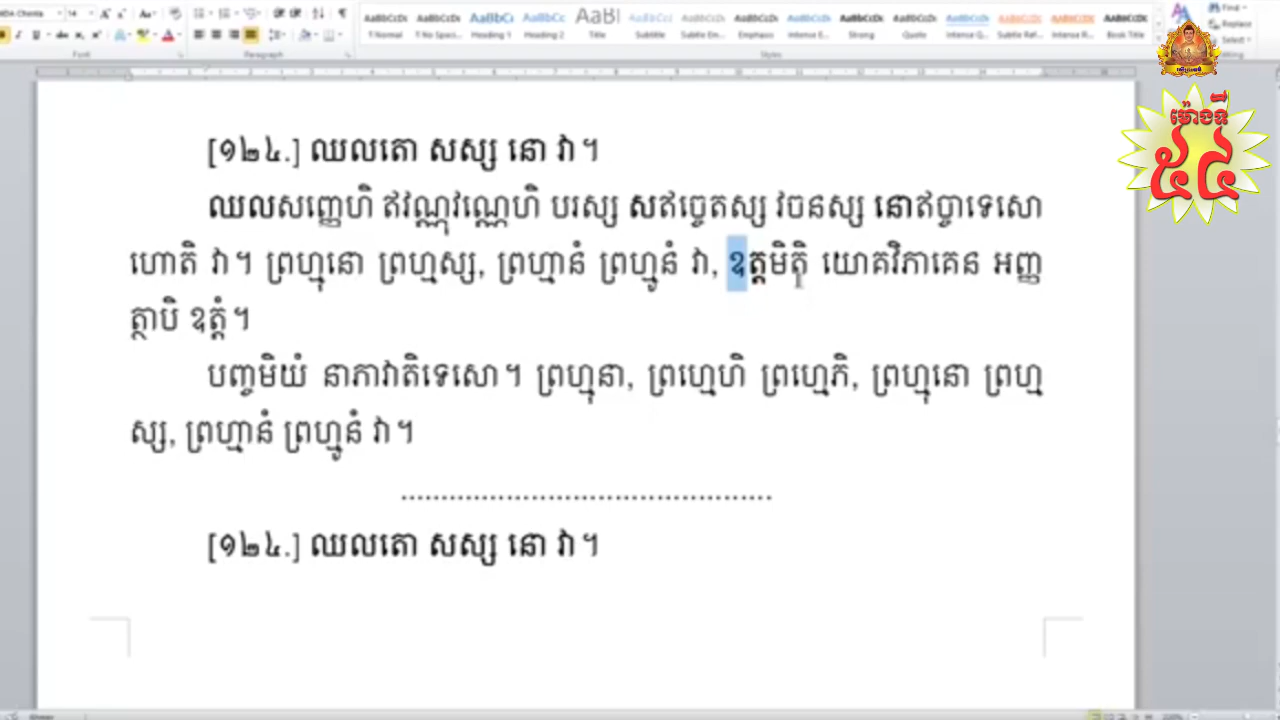 [១២៤.] ឈលតោ សស្ស នោ វា។
ឈលសញ្ញេហិ ឥវណ្ណុវណ្ណេហិ បរស្ស សឥច្ចេតស្ស វចនស្ស នោឥច្ចាទេសោ
ហោតិ វា។ ព្រហ្មុនោ ព្រហ្មស្ស, ព្រហ្មានំ ព្រហ្មូនំ វា, ឧត្តមិត្តិ យោគវិភាគេន អញ្ញ
ត្ថាបិ ឧត្តំ។
បញ្ចមិយំ នាភាវាតិទេសោ។ ព្រហ្មុនា, ព្រហ្មេហិ ព្រហ្មេភិ, ព្រហ្មុនោ ព្រហ្ម
ស្ស, ព្រហ្មានំ ព្រហ្មូនំ វា។
[១២៤.] ឈលតោ សស្ស នោ វា។
ម៉ោងទី
៥៤